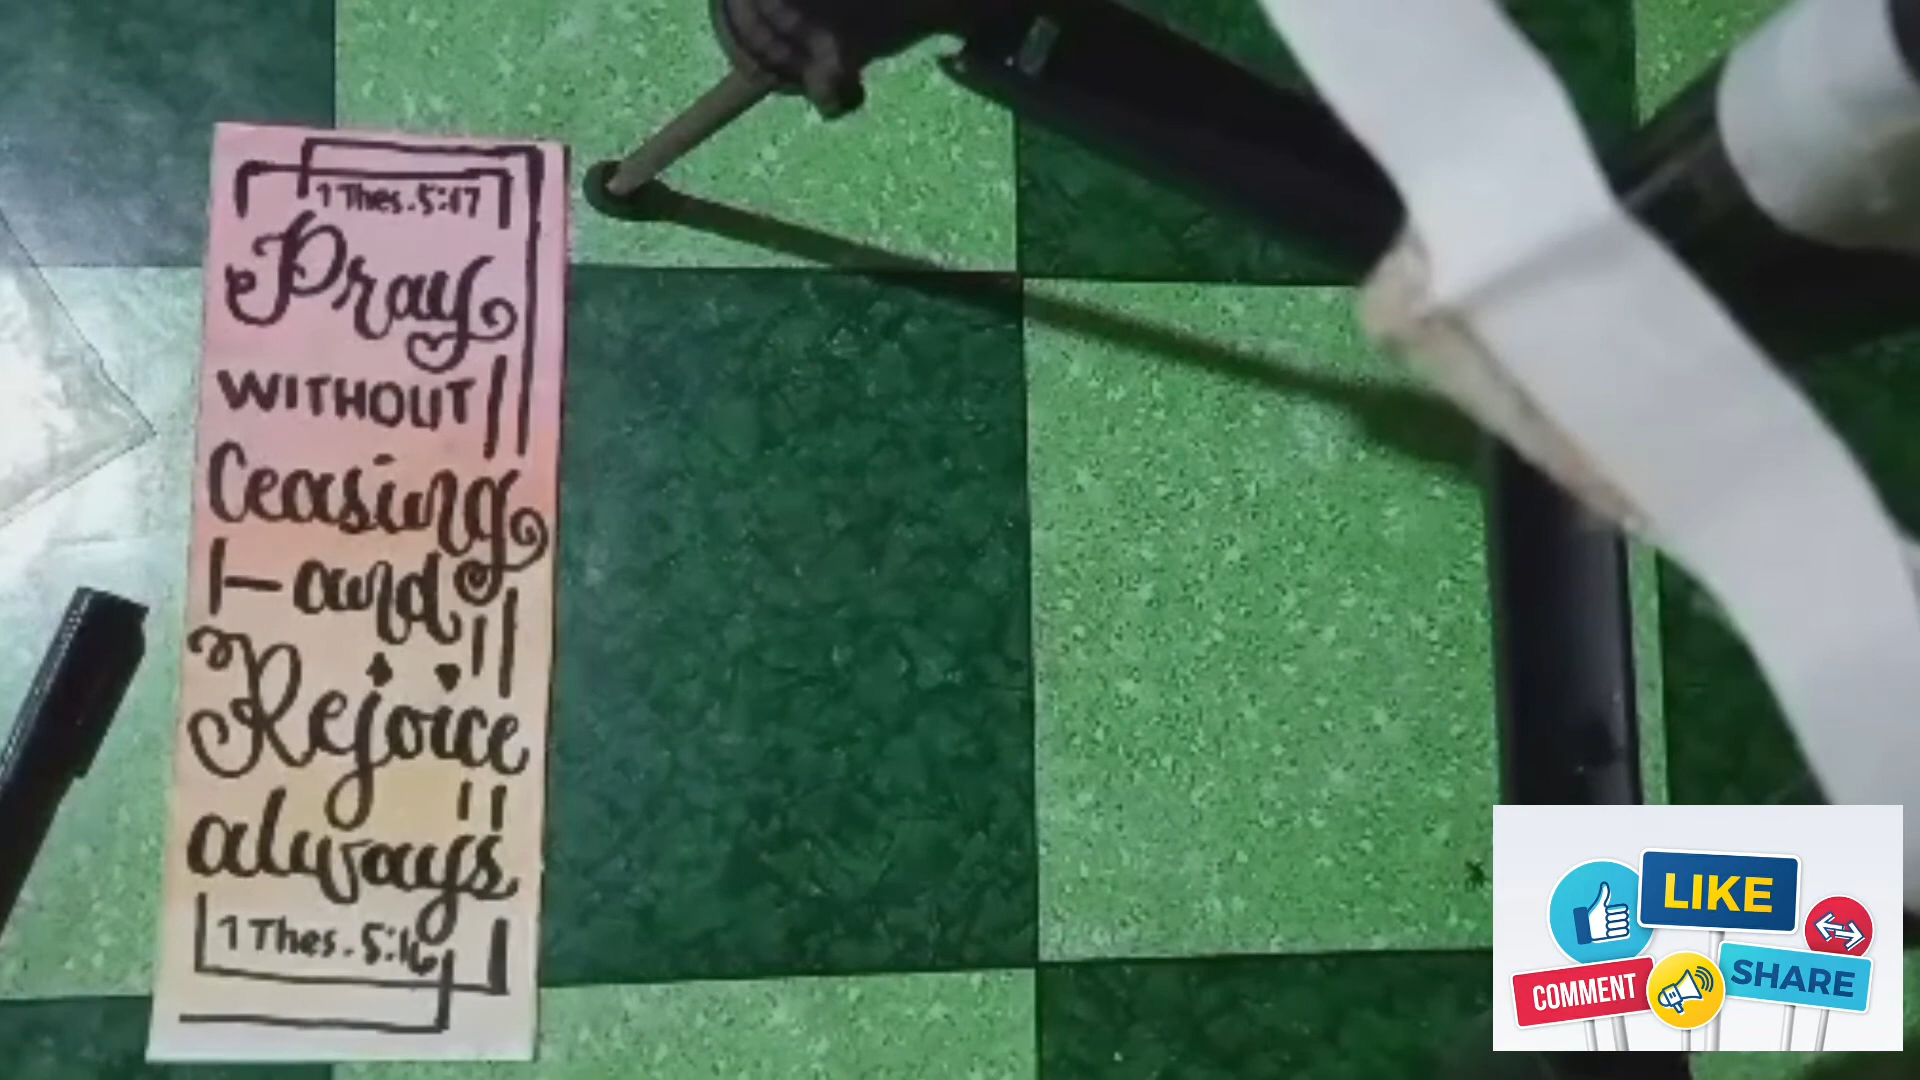 1 Thes. 5:17
Pray
WITHOUT
Ceasing
and
Rejoice
always
1 Thes. 5:16
LIKE
COMMENT
SHARE